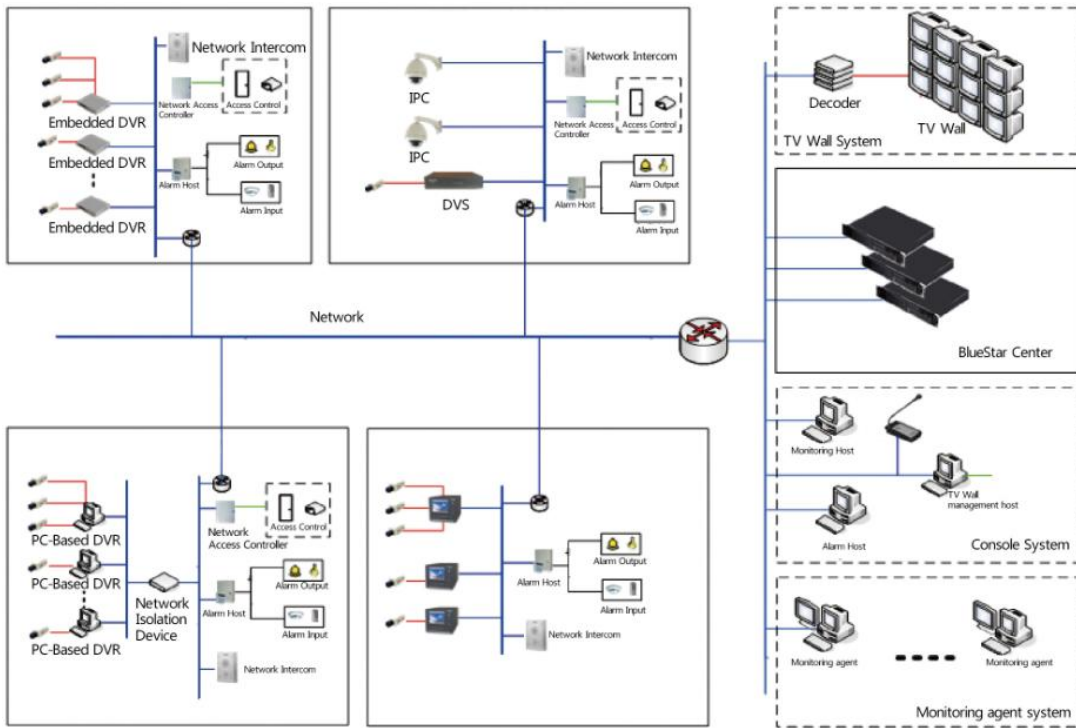 Network Intercom
Network Access
Controller
Access Control
Embedded DVR
Embedded DVR
Embedded DVR
Alarm Host
Alarm Output
Alarm Input
IPC
IPC
DVS
Network Intercom
Network Access
Controller
Access Control
Alarm Host
Alarm Output
Alarm Input
Decoder
TV Wall
TV Wall System
BlueStar Center
Network
Monitoring Host
TV Wall
management host
Alarm Host
Console System
Monitoring agent
Monitoring agent
Monitoring agent system
PC-Based DVR
PC-Based DVR
PC-Based DVR
Network
Isolation
Device
Network
Access Controller
Access Control
Alarm Host
Alarm Output
Alarm Input
Network Intercom
Alarm Host
Alarm Output
Alarm Input
Network Intercom